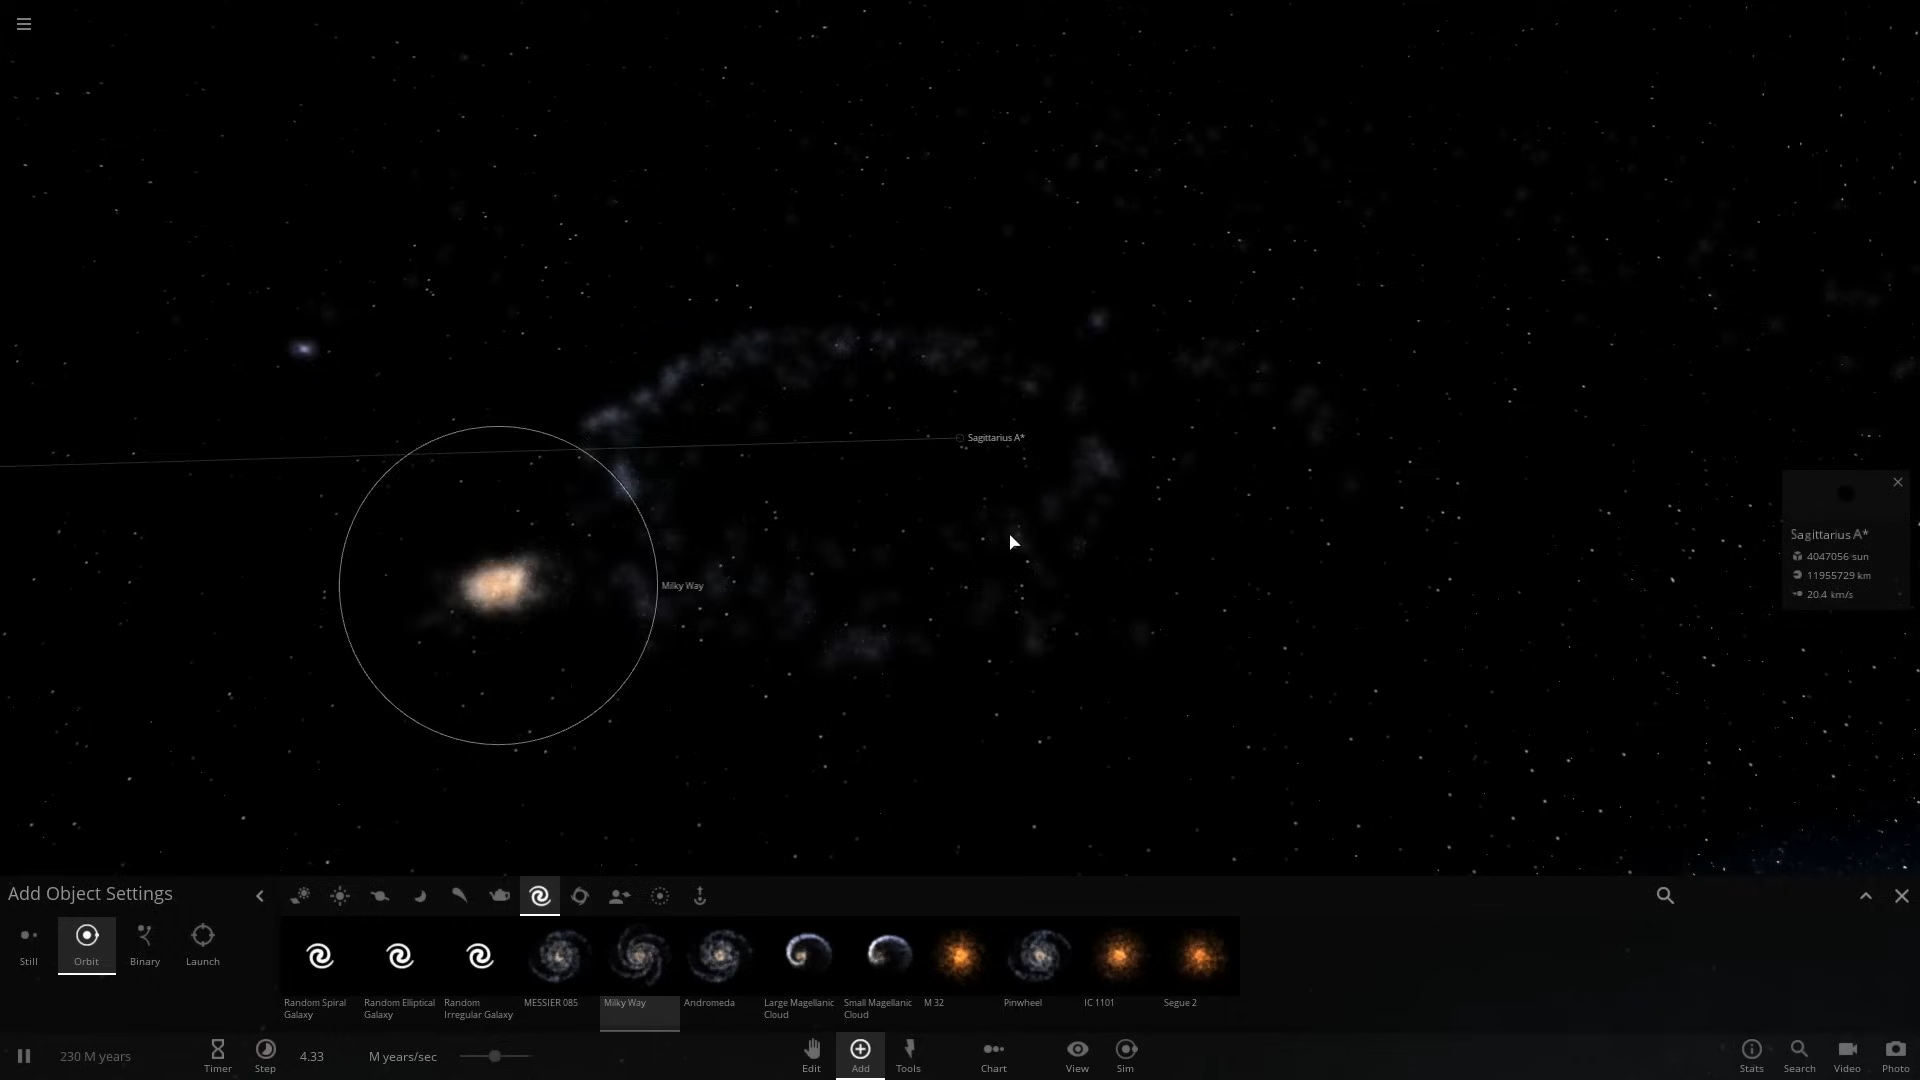 Sagittarius A*
Milky Way
Sagittarius A*
4047056 sun
11955729 km
20.4 km/s
Add Object Settings
Still
Orbit
Binary
Launch
Random Spiral
Galaxy
Random Elliptical
Galaxy
Random
Irregular Galaxy
MESSIER 085
Milky Way
Andromeda
Large Magellanic
Cloud
Small Magellanic
Cloud
M 32
Pinwheel
IC 1101
Segue 2
230 M years
Timer
Step
4.33
M years/sec
Edit
Add
Tools
Chart
View
Sim
Stats
Search
Video
Photo